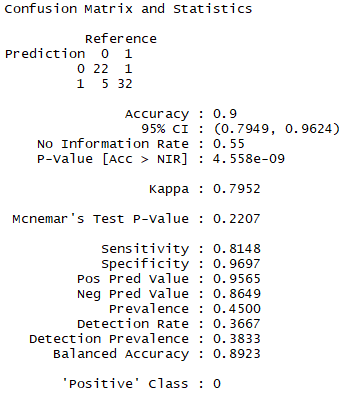 Confusion Matrix and Statistics
Reference
Prediction 0 1
0 22 1
1 5 32
Accuracy : 0.9
95% CI : (0.7949, 0.9624)
No Information Rate : 0.55
P-Value [Acc > NIR] : 4.558e-09
Kappa : 0.7952
Mcnemar's Test P-Value : 0.2207
Sensitivity : 0.8148
Specificity : 0.9697
Pos Pred Value : 0.9565
Neg Pred Value : 0.8649
Prevalence : 0.4500
Detection Rate : 0.3667
Detection Prevalence : 0.3833
Balanced Accuracy : 0.8923
'Positive' Class : 0